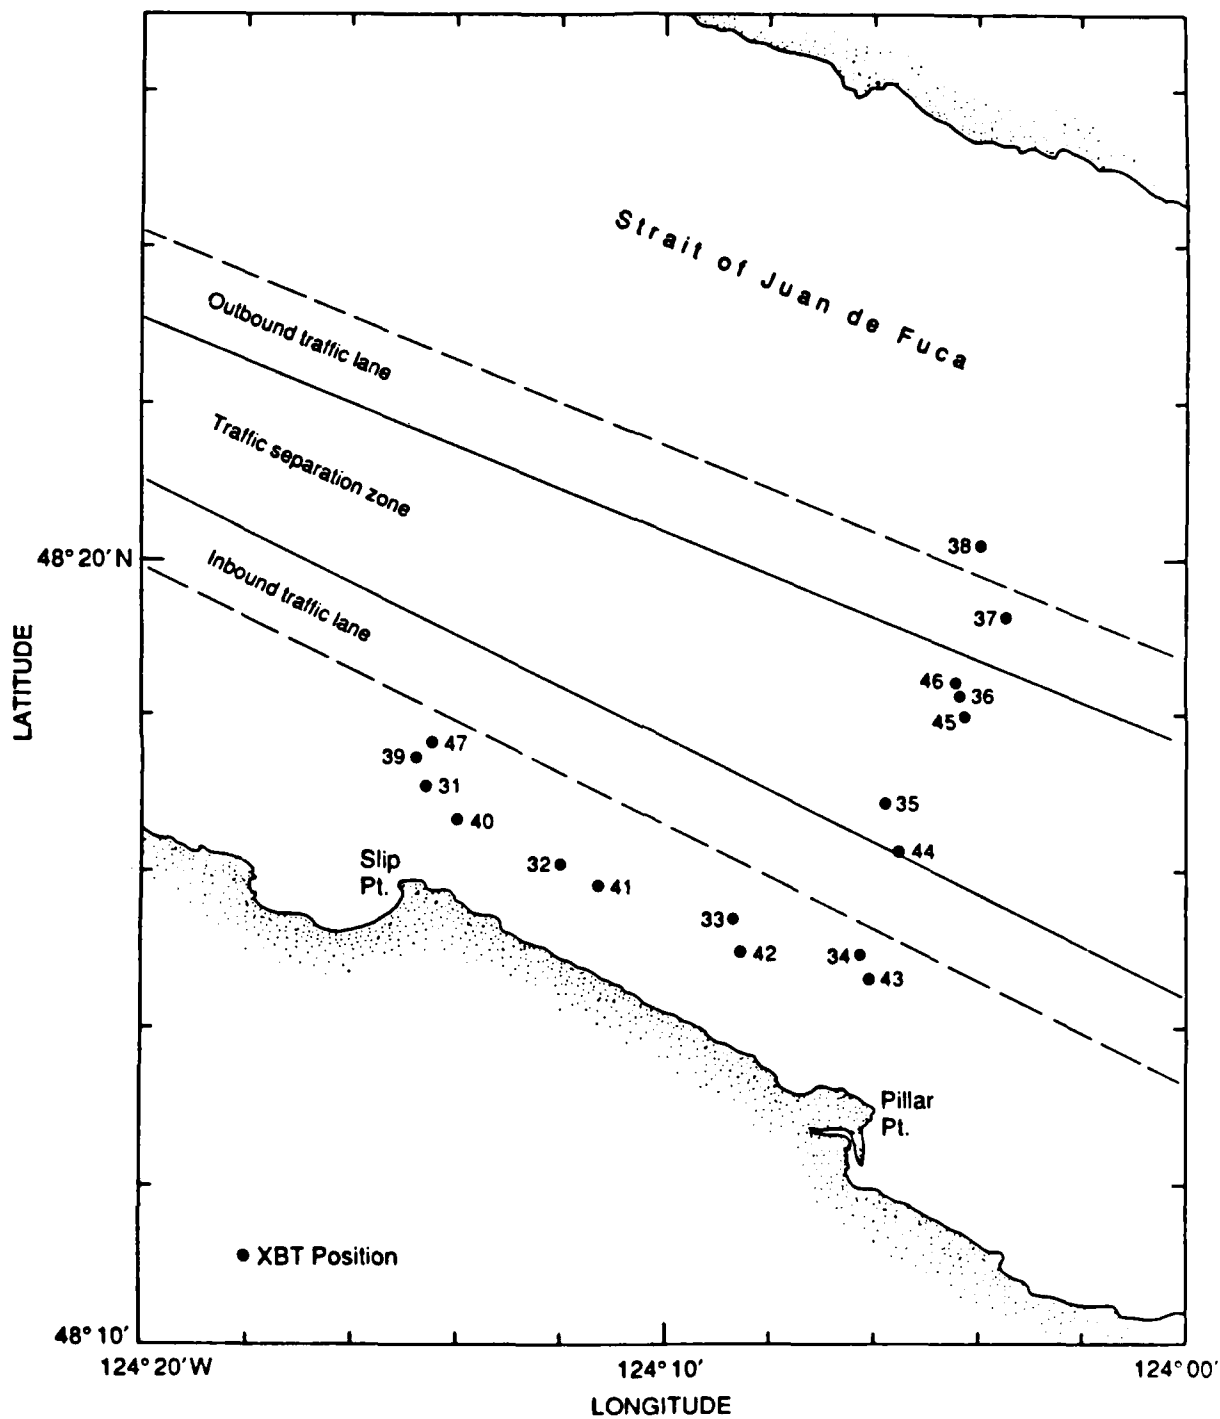 Strait of Juan de Fuca
Outbound traffic lane
Traffic separation zone
Inbound traffic lane
48°20'N
LATITUDE
38
37
46
36
45
47
39
31
35
40
44
Slip
Pt.
32
41
33
42
34
43
Pillar
Pt.
XBT Position
48°10'
124°20'W
124°10'
124°00'
LONGITUDE